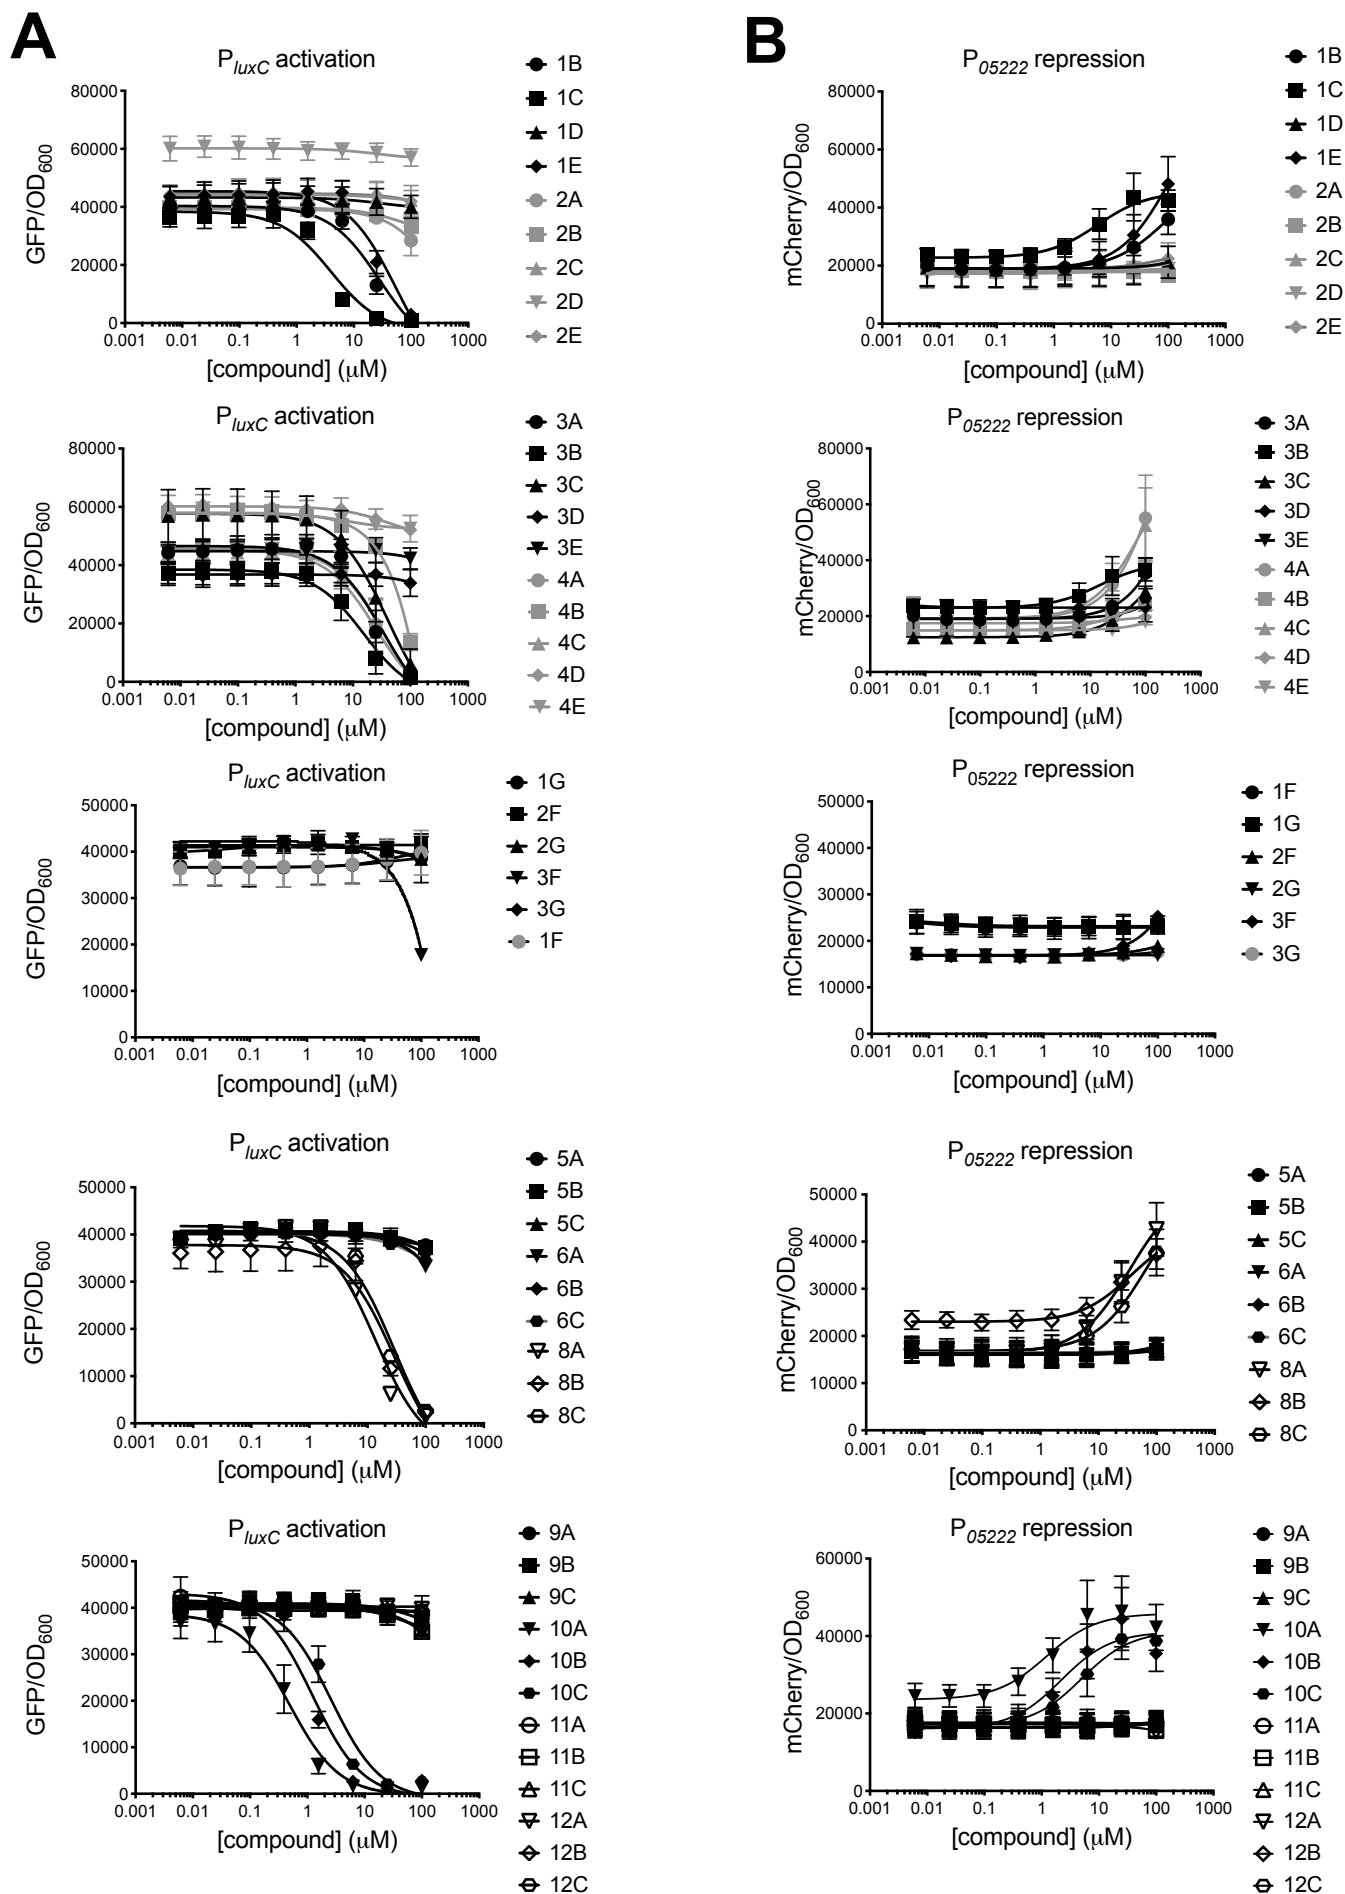 A
B
P_luxC activation
GFP/OD600
80000
60000
40000
20000
0
0.001 0.01 0.1 1 10 100 1000
[compound] (μM)
1B
1C
1D
1E
2A
2B
2C
2D
2E
P_05222 repression
mCherry/OD600
80000
60000
40000
20000
0
0.001 0.01 0.1 1 10 100 1000
[compound] (μM)
1B
1C
1D
1E
2A
2B
2C
2D
2E
P_luxC activation
GFP/OD600
80000
60000
40000
20000
0
0.001 0.01 0.1 1 10 100 1000
[compound] (μM)
3A
3B
3C
3D
3E
4A
4B
4C
4D
4E
P_05222 repression
mCherry/OD600
80000
60000
40000
20000
0
0.001 0.01 0.1 1 10 100 1000
[compound] (μM)
3A
3B
3C
3D
3E
4A
4B
4C
4D
4E
P_luxC activation
GFP/OD600
50000
40000
30000
20000
10000
0
0.001 0.01 0.1 1 10 100 1000
[compound] (μM)
1G
2F
2G
3F
3G
1F
P05222 repression
mCherry/OD600
50000
40000
30000
20000
10000
0
0.001 0.01 0.1 1 10 100 1000
[compound] (μM)
1F
1G
2F
2G
3F
3G
P_luxC activation
GFP/OD600
50000
40000
30000
20000
10000
0
0.001 0.01 0.1 1 10 100 1000
[compound] (μM)
5A
5B
5C
6A
6B
6C
8A
8B
8C
P_05222 repression
mCherry/OD600
50000
40000
30000
20000
10000
0
0.001 0.01 0.1 1 10 100 1000
[compound] (μM)
5A
5B
5C
6A
6B
6C
8A
8B
8C
P_luxC activation
GFP/OD600
50000
40000
30000
20000
10000
0
0.001 0.01 0.1 1 10 100 1000
[compound] (μM)
9A
9B
9C
10A
10B
10C
11A
11B
11C
12A
12B
12C
P_05222 repression
mCherry/OD600
60000
40000
20000
0
0.001 0.01 0.1 1 10 100 1000
[compound] (μM)
9A
9B
9C
10A
10B
10C
11A
11B
11C
12A
12B
12C